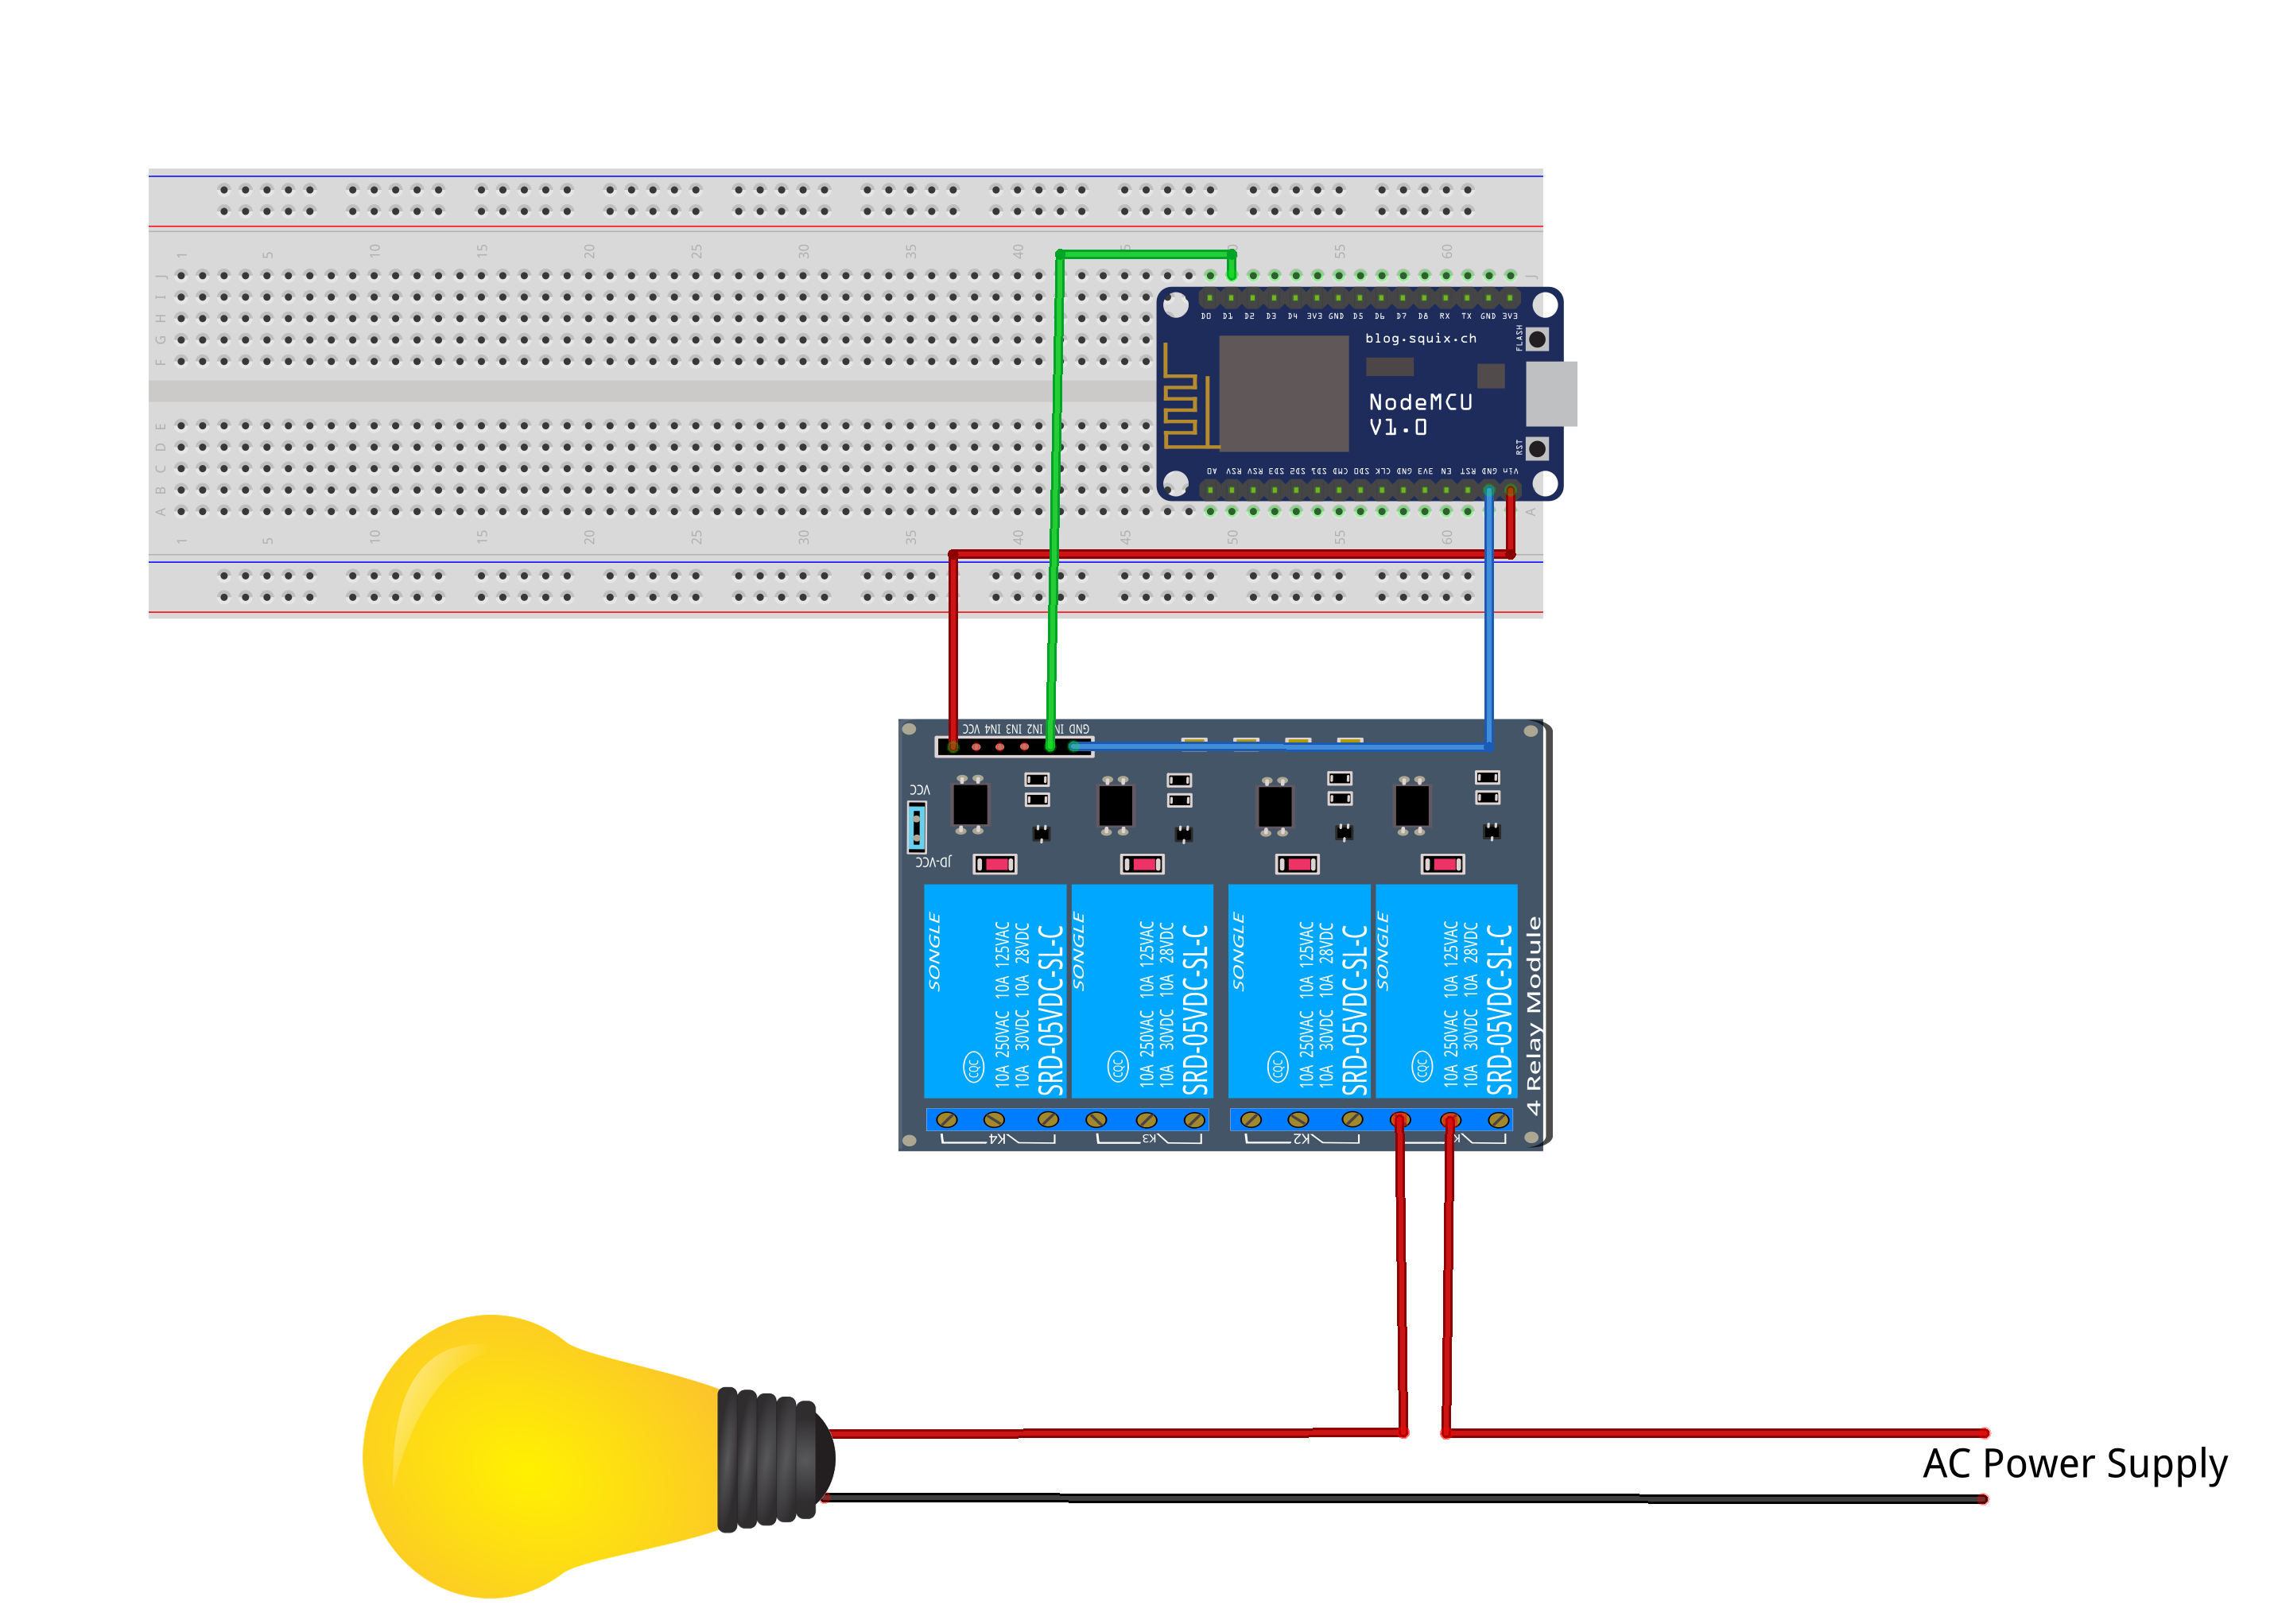 1 5 10 15 20 25 30 35 40 45 50 55 60
J J
I
H
G
F
D0 D1 D2 D3 D4 3V3 GND D5 D6 D7 D8 RX TX GND 3V3
blog.squix.ch
FLASH
NodeMCU
V1.0
RST
A0 RSV RSV SD3 SD2 SD1 CMD SD0 CLK GND 3V3 EN RST GND Vin
E
D
C
B
A A
1 5 10 15 20 25 30 35 40 45 50 55 60
VCC IN4 IN3 IN2 IN1 GND
VCC
JD-VCC
SONGLE
10A 250VAC 10A 125VAC
10A 30VDC 10A 28VDC
SRD-05VDC-SL-C
CQC
SONGLE
10A 250VAC 10A 125VAC
10A 30VDC 10A 28VDC
SRD-05VDC-SL-C
CQC
SONGLE
10A 250VAC 10A 125VAC
10A 30VDC 10A 28VDC
SRD-05VDC-SL-C
CQC
SONGLE
10A 250VAC 10A 125VAC
10A 30VDC 10A 28VDC
SRD-05VDC-SL-C
CQC
4 Relay Module
K4 K3 K2
AC Power Supply